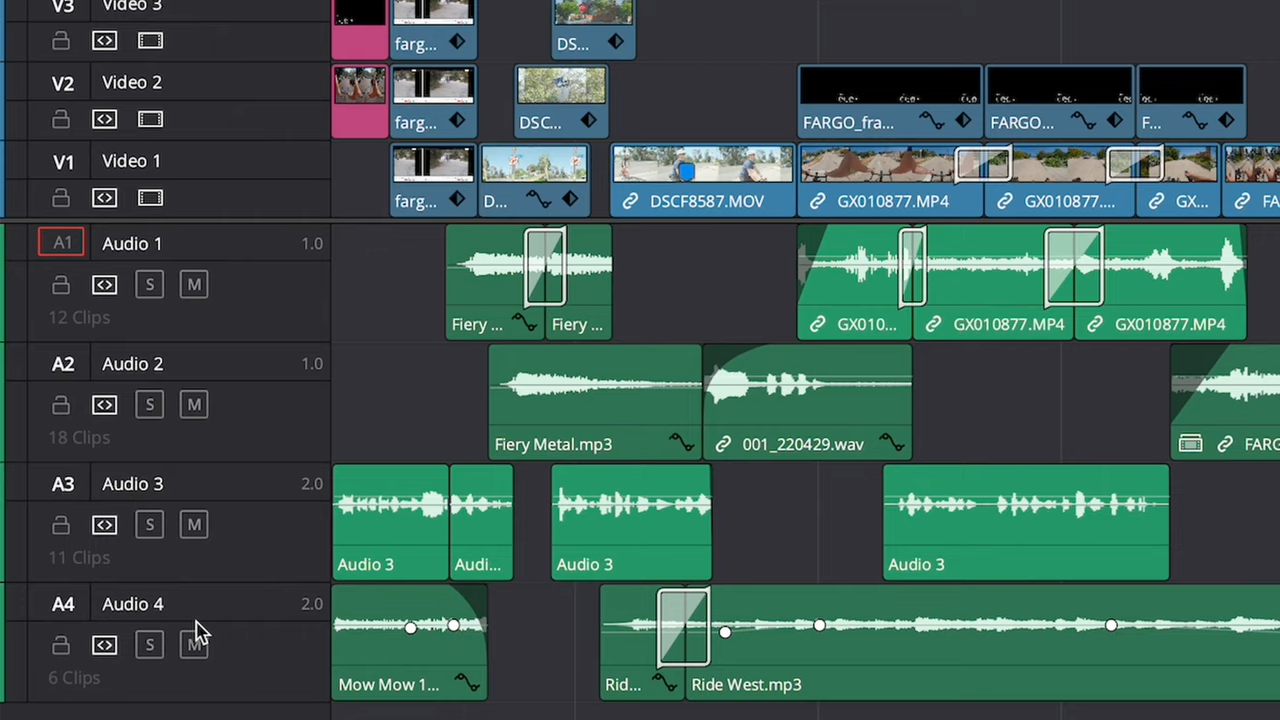 V3 Video 3
farg... DS...
V2 Video 2
farg... DSC... FARGO_fra... FARGO... F...
V1 Video 1
farg... D... DSCF8587.MOV GX010877.MP4 GX010877.... GX... FA
A1 Audio 1 1.0
S M
12 Clips
Fiery ... Fiery ... GX010... GX010877.MP4 GX010877.MP4
A2 Audio 2 1.0
S M
18 Clips
Fiery Metal.mp3 001_220429.wav FARG
A3 Audio 3 2.0
S M
11 Clips
Audio 3 Audi... Audio 3 Audio 3
A4 Audio 4 2.0
S M
6 Clips
Mow Mow 1... Rid... Ride West.mp3